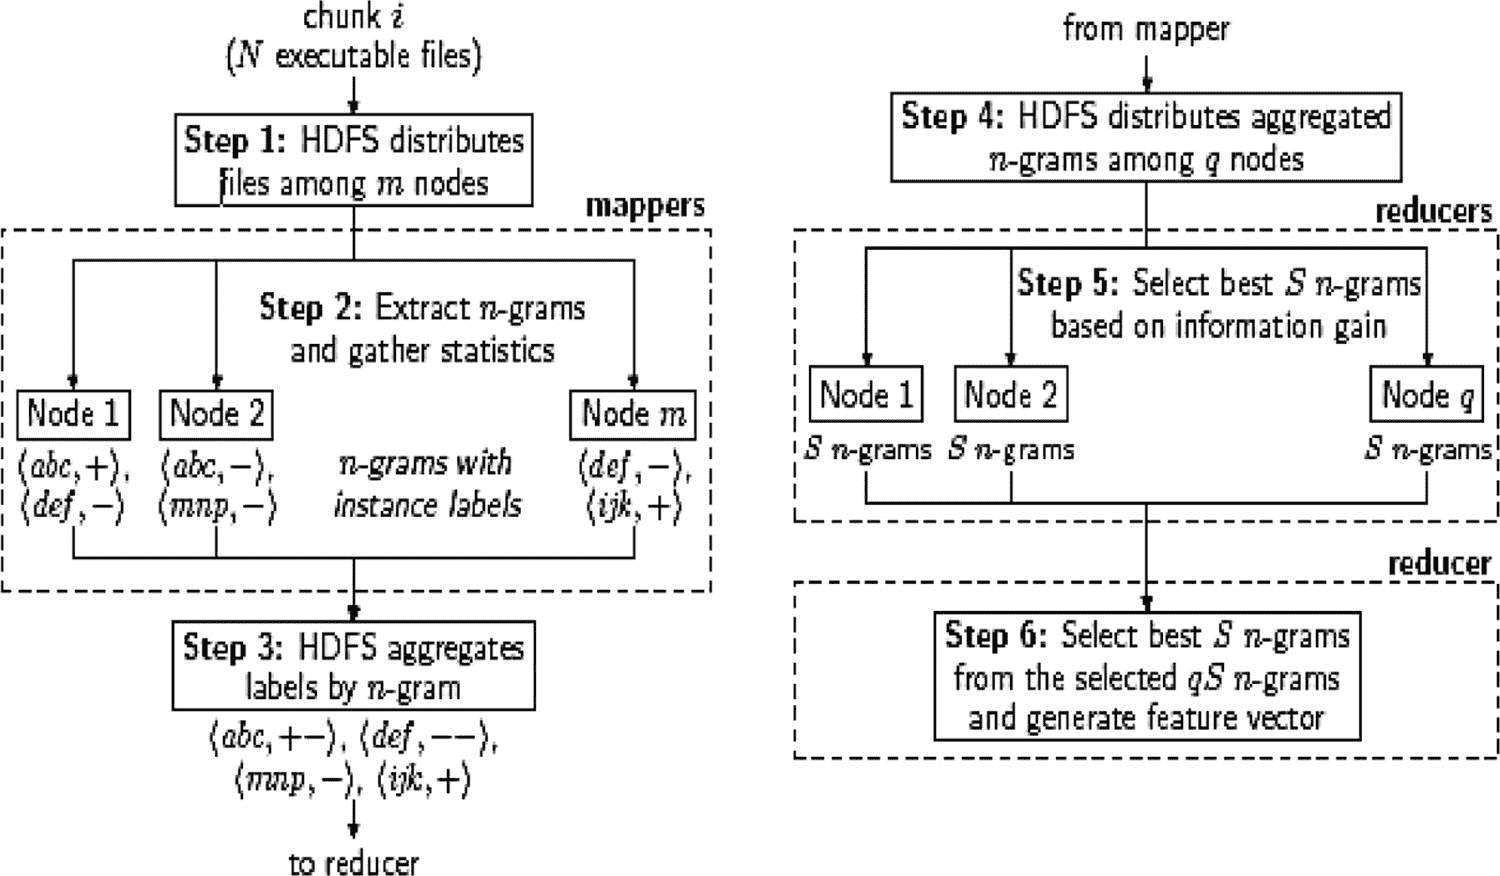 chunk i
(N executable files)
Step 1: HDFS distributes
files among m nodes
mappers
Step 2: Extract n-grams
and gather statistics
Node 1
Node 2
Node m
⟨abc, +⟩,
⟨def, −⟩
⟨abc, −⟩,
⟨mnp, −⟩
n-grams with
instance labels
⟨def, −⟩,
⟨ijk, +⟩
Step 3: HDFS aggregates
labels by n-gram
⟨abc, +−⟩, ⟨def, −−⟩,
⟨mnp, −⟩, ⟨ijk, +⟩
to reducer
from mapper
Step 4: HDFS distributes aggregated
n-grams among q nodes
reducers
Step 5: Select best S n-grams
based on information gain
Node 1
Node 2
Node q
S n-grams
S n-grams
S n-grams
reducer
Step 6: Select best S n-grams
from the selected qS n-grams
and generate feature vector